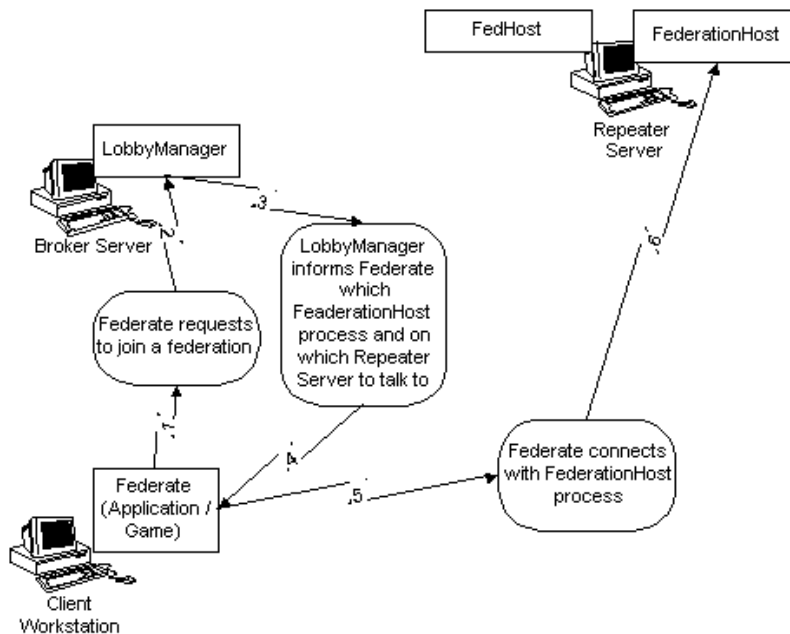 FedHost
FederationHost
Repeater
Server
LobbyManager
Broker Server
.2.
.3.
LobbyManager
informs Federate
which
FeaderationHost
process and on
which Repeater
Server to talk to
.6.
Federate requests
to join a federation
.1.
.4.
Federate connects
with FederationHost
process
.5.
Federate
(Application /
Game)
Client
Workstation